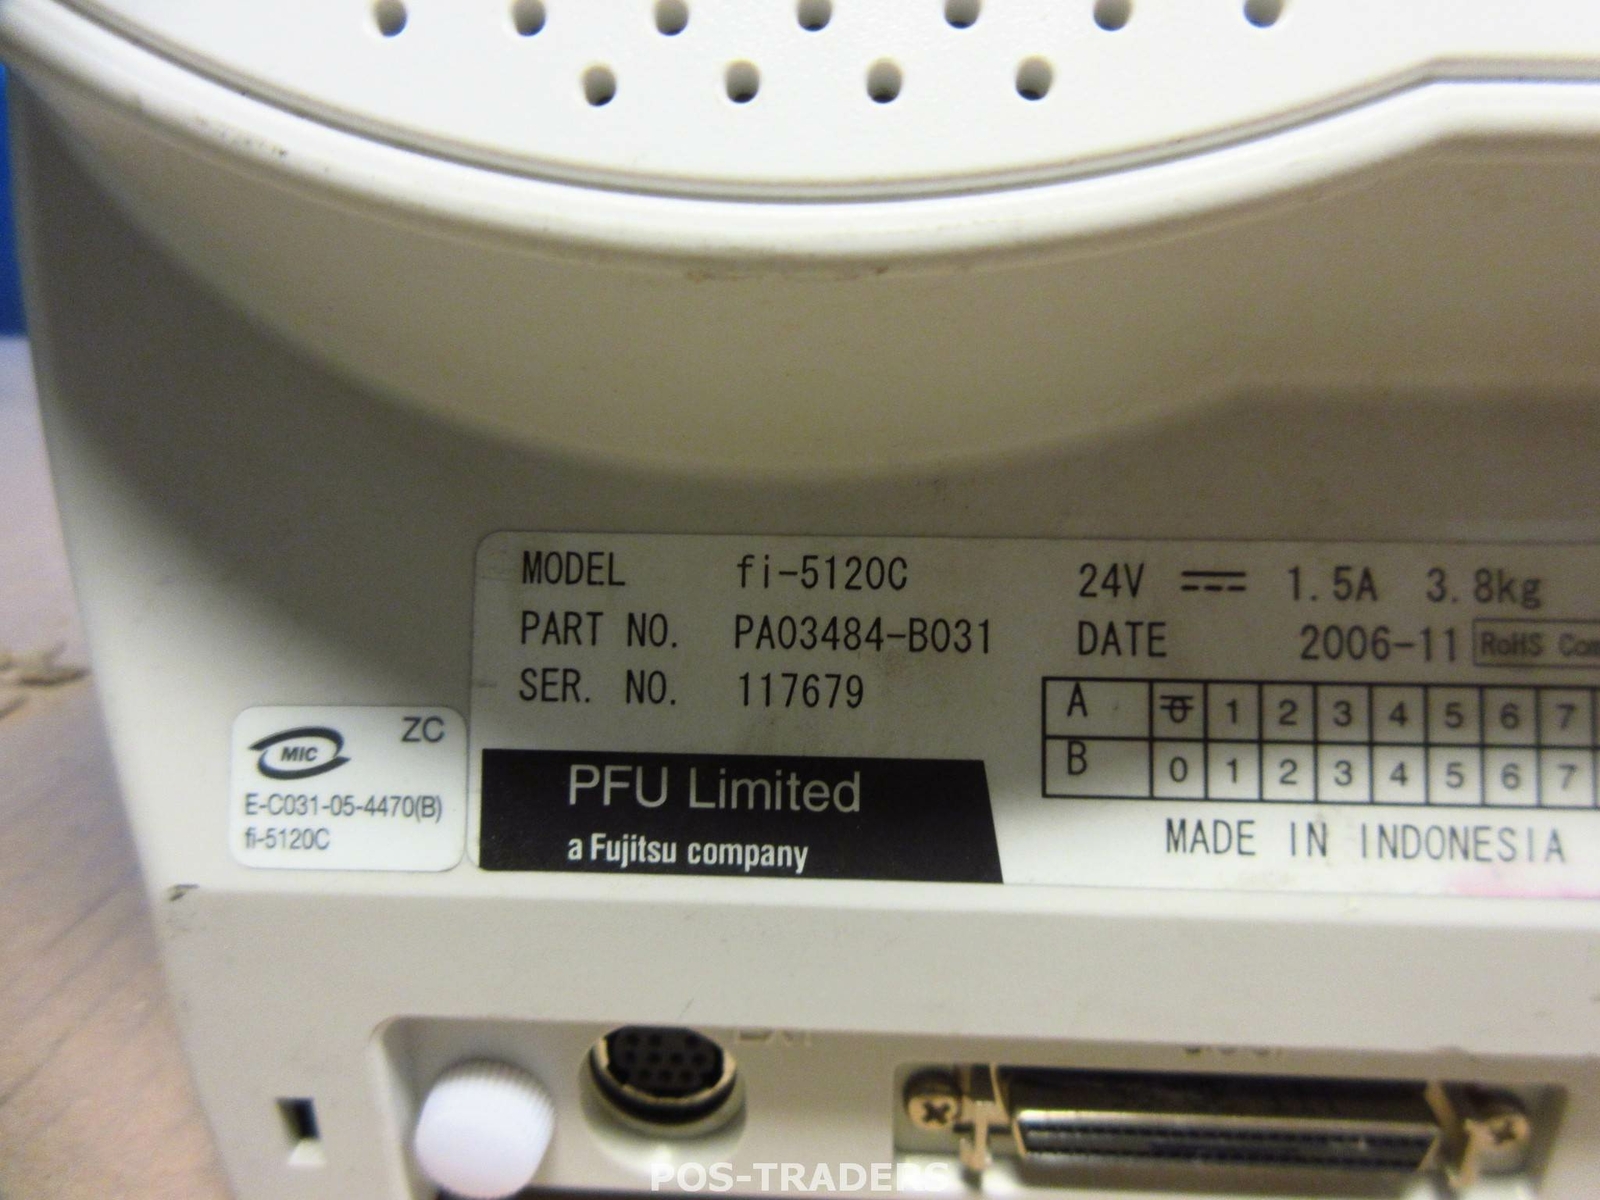 MODEL fi-5120C 24V 1.5A 3.8kg
PART NO. PA03484-B031 DATE 2006-11 RoHS
SER. NO. 117679
A 0 1 2 3 4 5 6 7
B 0 1 2 3 4 5 6 7
MADE IN INDONESIA
PFU Limited
a Fujitsu company
ZC
MIC
E-C031-05-4470(B)
fi-5120C
POS-TRADERS